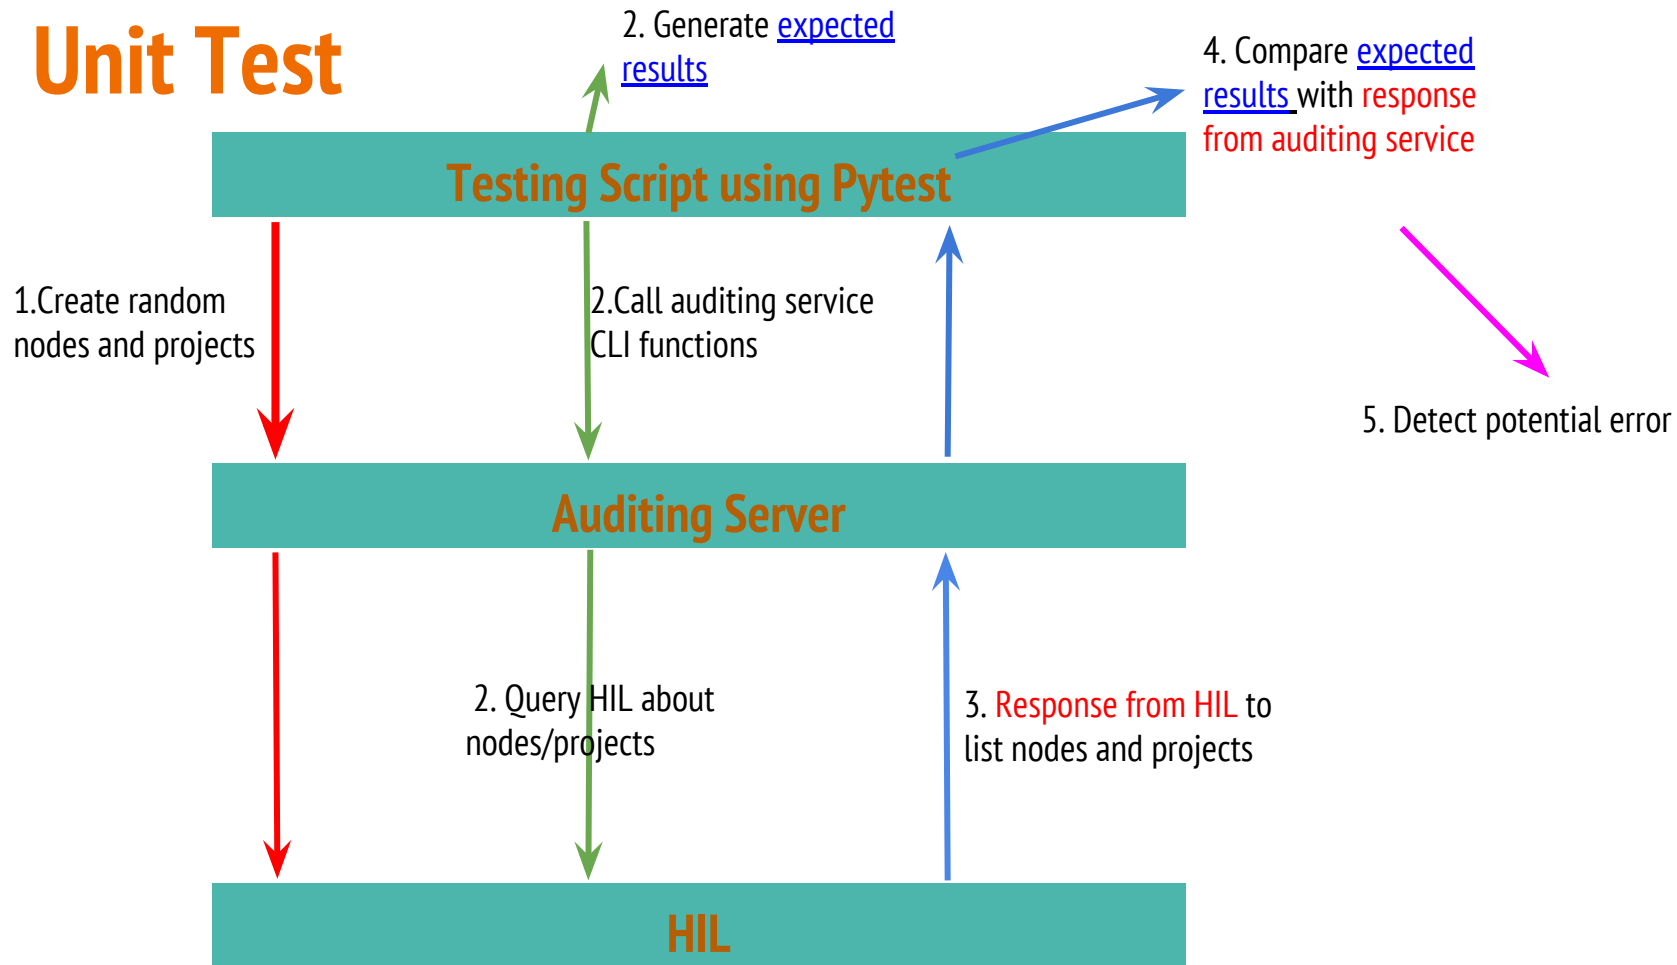 Unit Test
2. Generate expected
results
4. Compare expected
results with response
from auditing service
Testing Script using Pytest
1.Create random
nodes and projects
2.Call auditing service
CLI functions
5. Detect potential error
Auditing Server
2. Query HIL about
nodes/projects
3. Response from HIL to
list nodes and projects
HIL